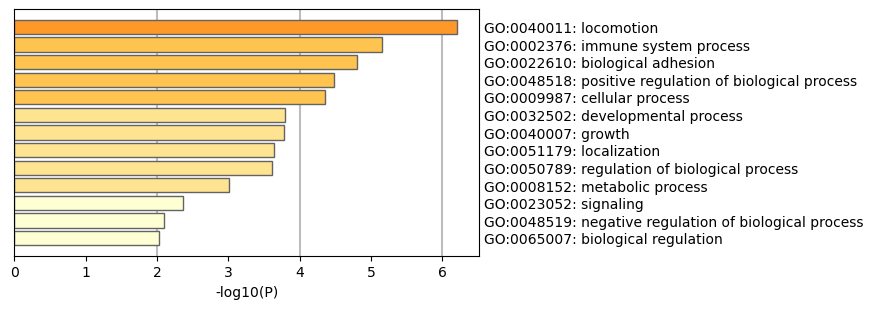 GO:0040011: locomotion
GO:0002376: immune system process
GO:0022610: biological adhesion
GO:0048518: positive regulation of biological process
GO:0009987: cellular process
GO:0032502: developmental process
GO:0040007: growth
GO:0051179: localization
GO:0050789: regulation of biological process
GO:0008152: metabolic process
GO:0023052: signaling
GO:0048519: negative regulation of biological process
GO:0065007: biological regulation
0 1 2 3 4 5 6
-log10(P)